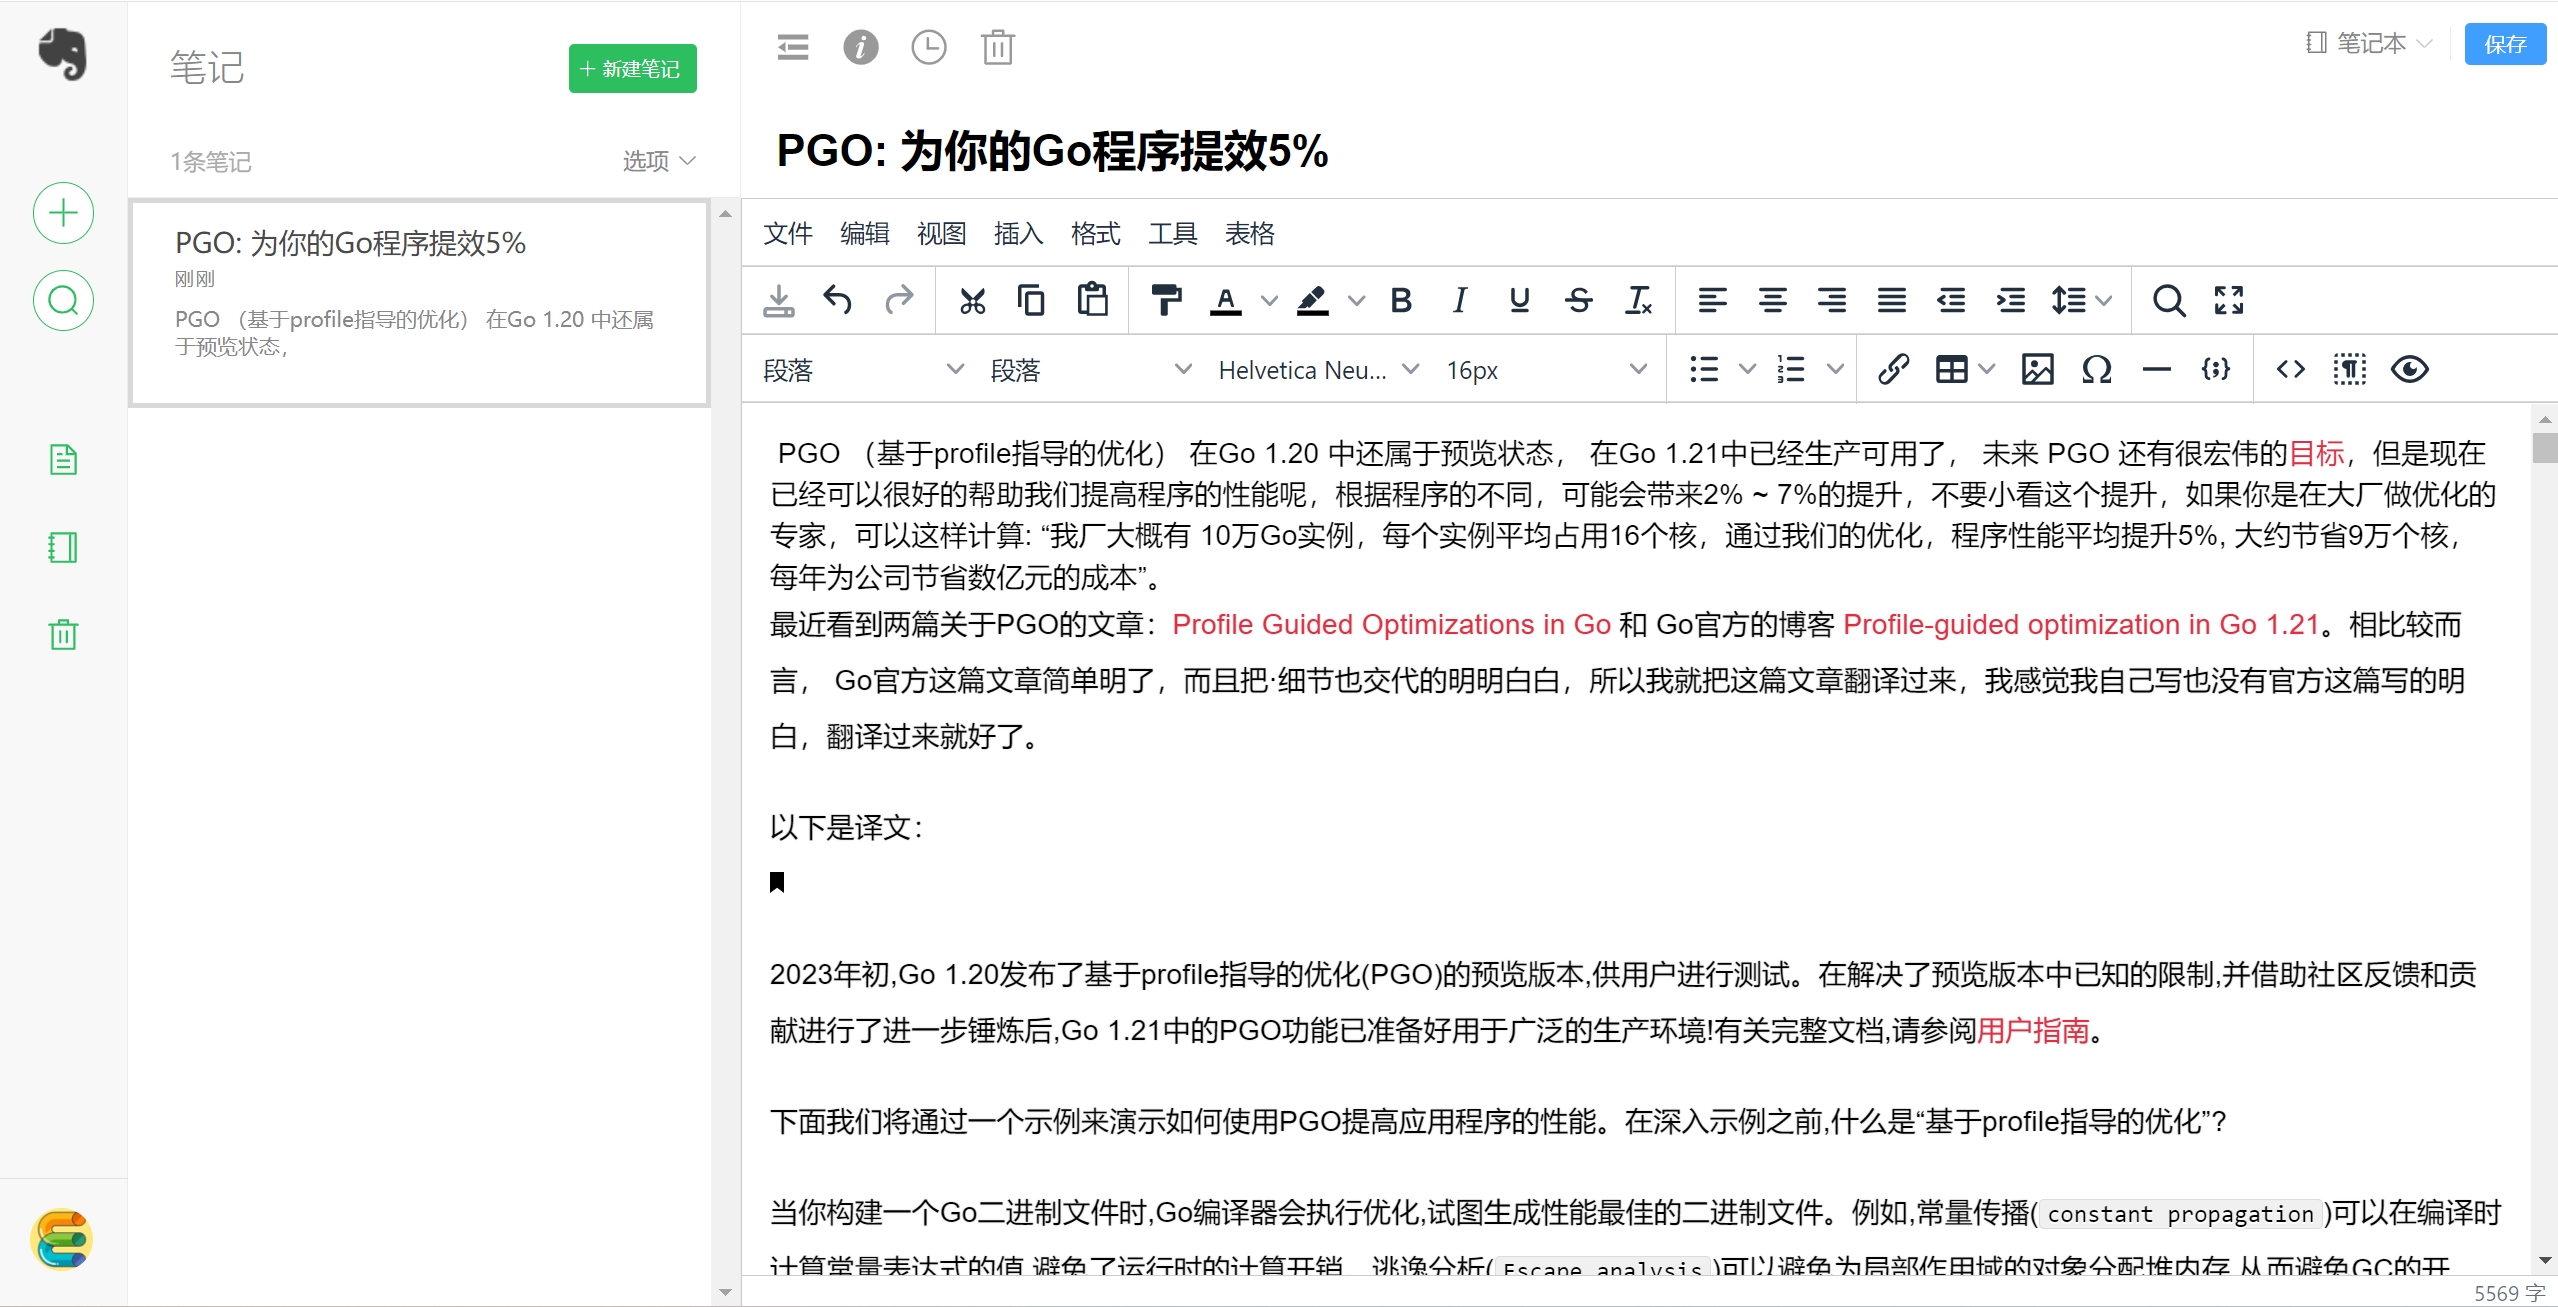 笔记
+ 新建笔记
1条笔记
选项
PGO: 为你的Go程序提效5%
刚刚
PGO （基于profile指导的优化） 在Go 1.20 中还属
于预览状态，
笔记本
保存
PGO: 为你的Go程序提效5%
文件 编辑 视图 插入 格式 工具 表格
段落 段落 Helvetica Neu... 16px
PGO （基于profile指导的优化） 在Go 1.20 中还属于预览状态， 在Go 1.21中已经生产可用了， 未来 PGO 还有很宏伟的目标，但是现在
已经可以很好的帮助我们提高程序的性能呢，根据程序的不同，可能会带来2% ~ 7%的提升，不要小看这个提升，如果你是在大厂做优化的
专家，可以这样计算: “我厂大概有 10万Go实例，每个实例平均占用16个核，通过我们的优化，程序性能平均提升5%, 大约节省9万个核，
每年为公司节省数亿元的成本”。
最近看到两篇关于PGO的文章：Profile Guided Optimizations in Go 和 Go官方的博客 Profile-guided optimization in Go 1.21。相比较而
言， Go官方这篇文章简单明了，而且把·细节也交代的明明白白，所以我就把这篇文章翻译过来，我感觉我自己写也没有官方这篇写的明
白，翻译过来就好了。
以下是译文：
2023年初,Go 1.20发布了基于profile指导的优化(PGO)的预览版本,供用户进行测试。在解决了预览版本中已知的限制,并借助社区反馈和贡
献进行了进一步锤炼后,Go 1.21中的PGO功能已准备好用于广泛的生产环境!有关完整文档,请参阅用户指南。
下面我们将通过一个示例来演示如何使用PGO提高应用程序的性能。在深入示例之前,什么是“基于profile指导的优化”?
当你构建一个Go二进制文件时,Go编译器会执行优化,试图生成性能最佳的二进制文件。例如,常量传播(constant propagation)可以在编译时
计算常量表达式的值,避免了运行时的计算开销。逃逸分析(Escape analysis)可以避免为局部作用域的对象分配堆内存,从而避免GC的开
5569 字